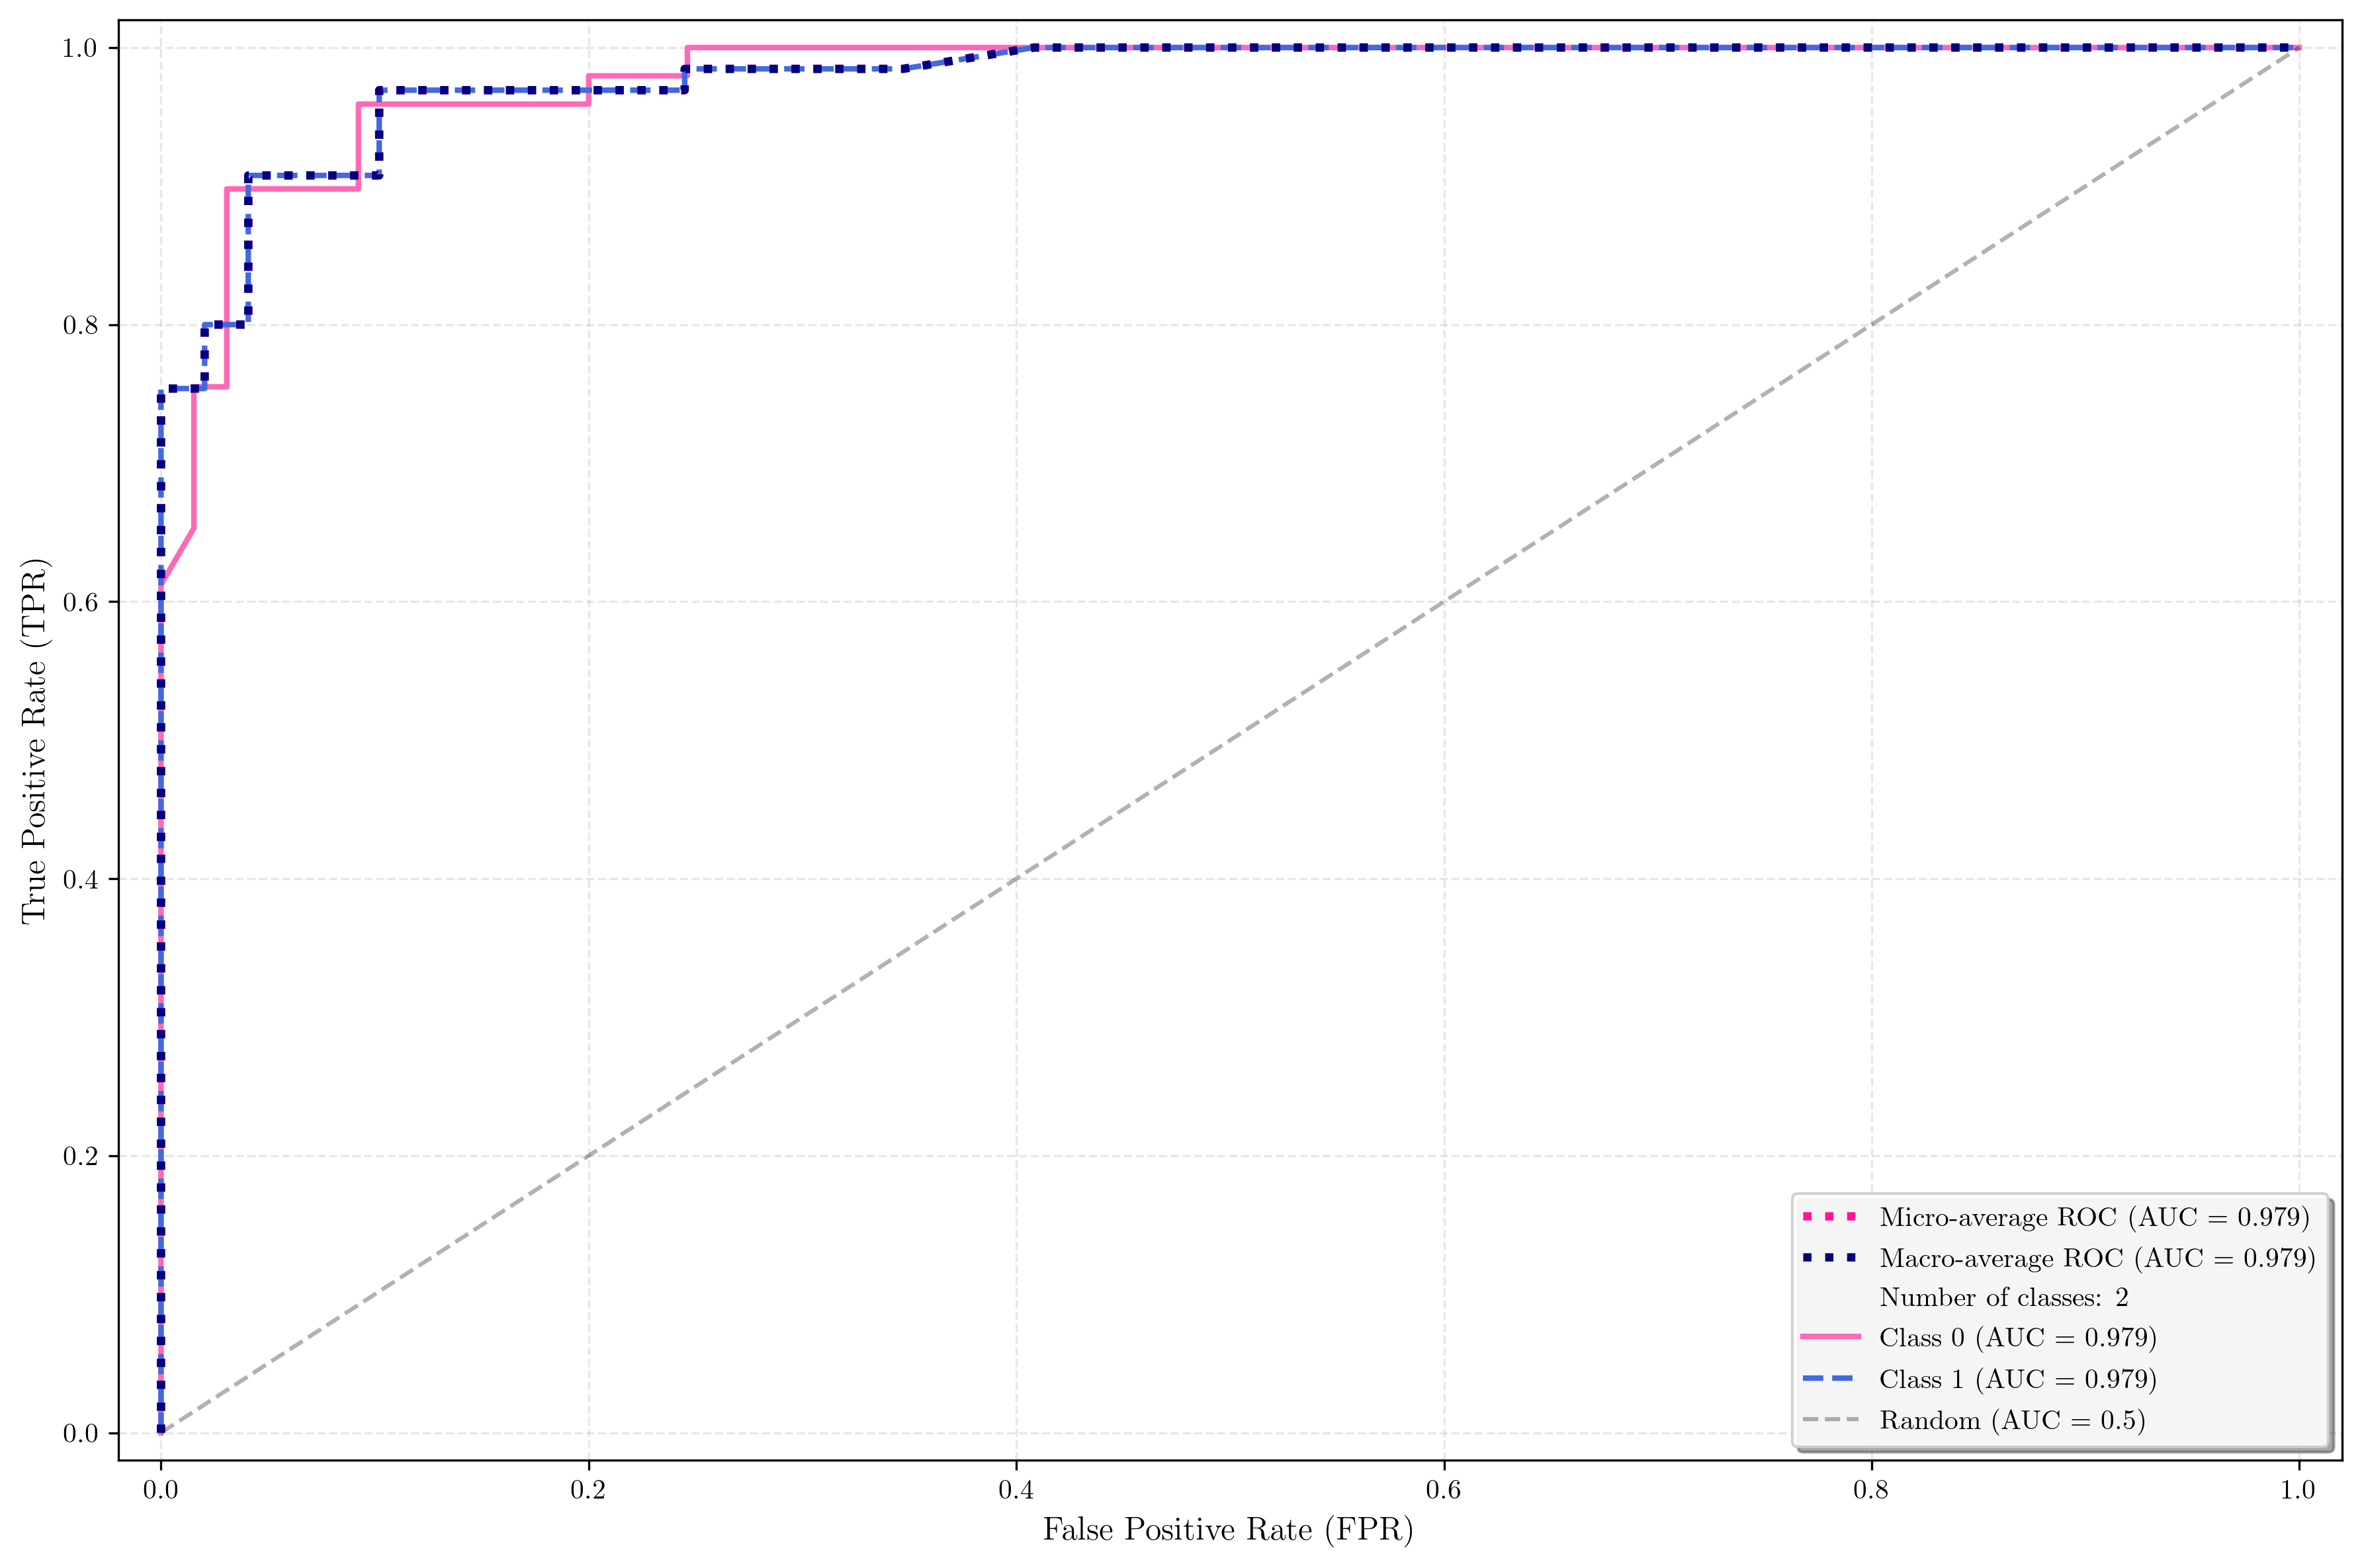 1.0
0.8
0.6
0.4
0.2
0.0
True Positive Rate (TPR)
Micro-average ROC (AUC = 0.979)
Macro-average ROC (AUC = 0.979)
Number of classes: 2
Class 0 (AUC = 0.979)
Class 1 (AUC = 0.979)
Random (AUC = 0.5)
0.0 0.2 0.4 0.6 0.8 1.0
False Positive Rate (FPR)